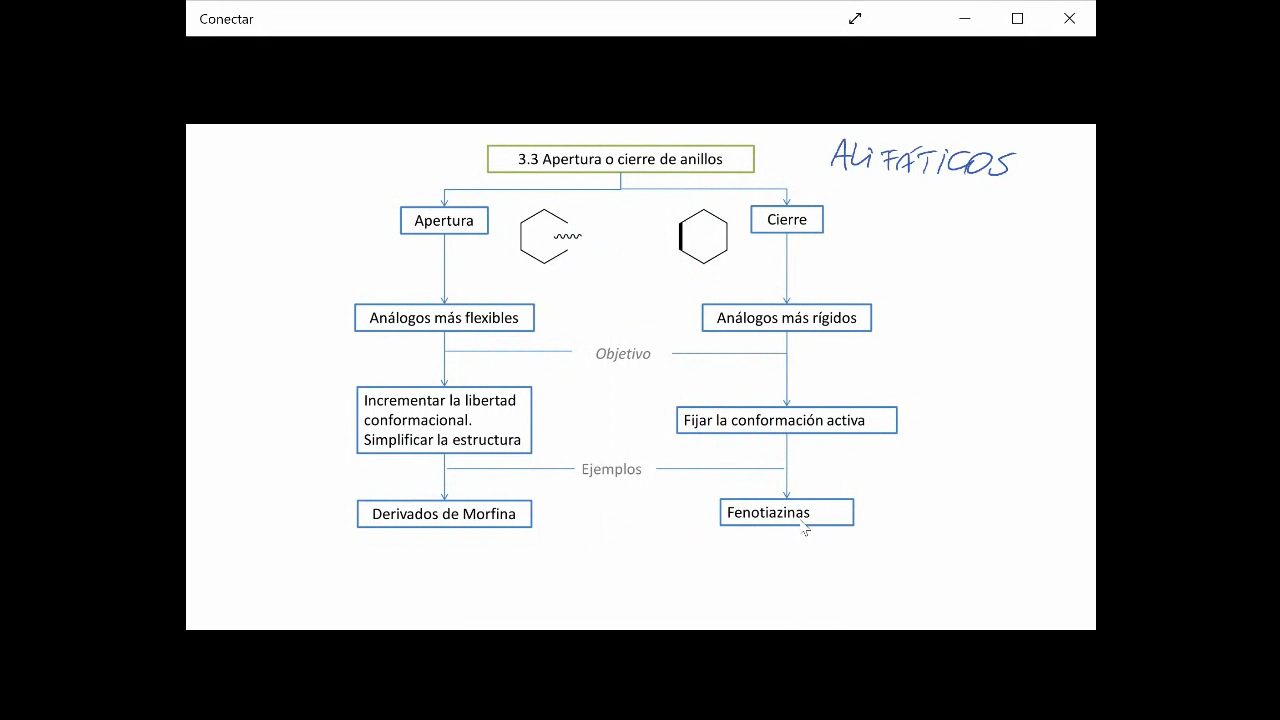 Conectar
3.3 Apertura o cierre de anillos
ALIFÁTICOS
Apertura
Cierre
Análogos más flexibles
Análogos más rígidos
Objetivo
Incrementar la libertad
conformacional.
Simplificar la estructura
Fijar la conformación activa
Ejemplos
Derivados de Morfina
Fenotiazinas